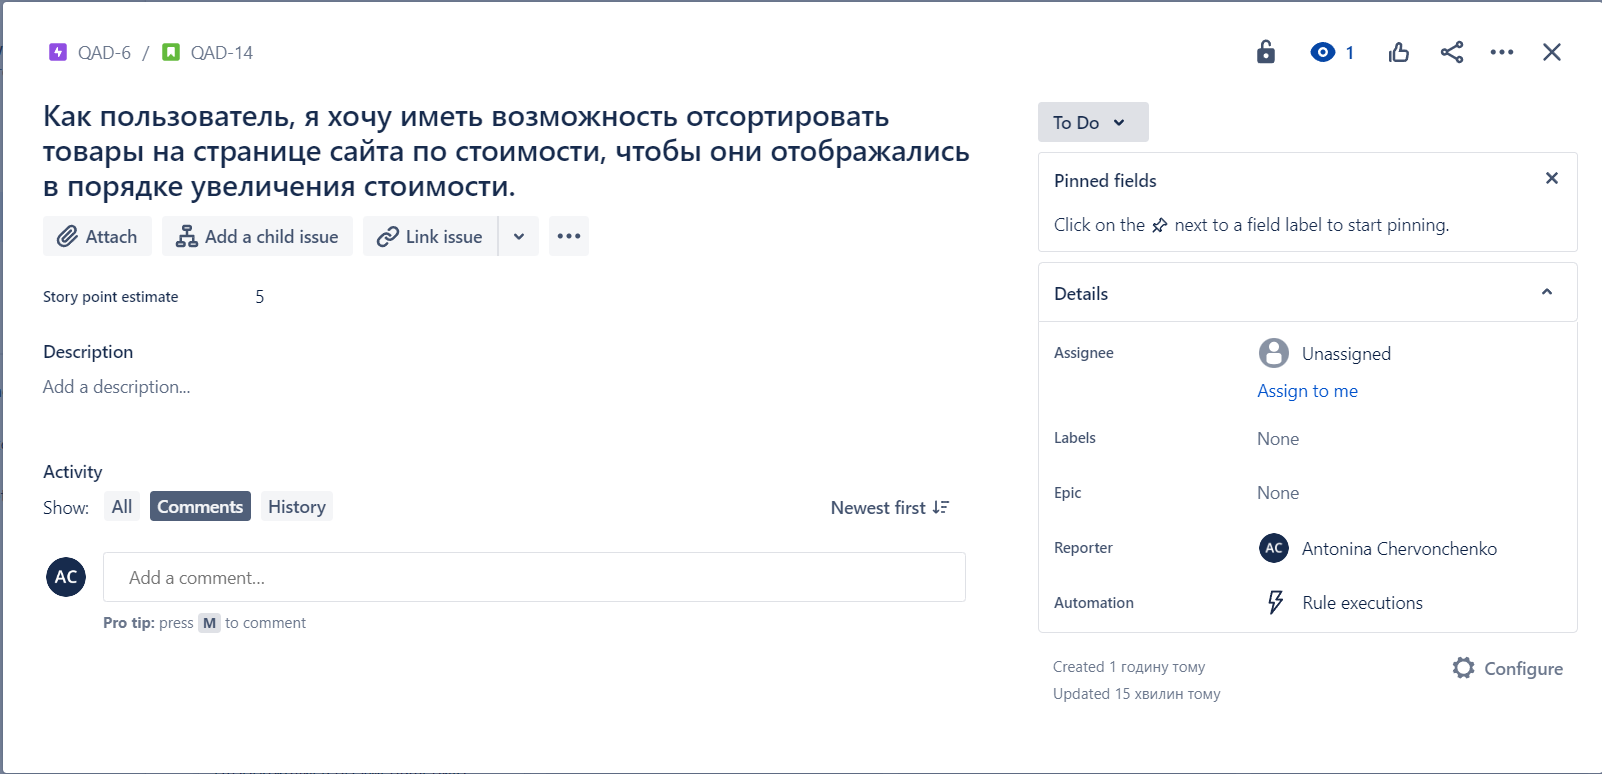 QAD-6 / QAD-14
1
Как пользователь, я хочу иметь возможность отсортировать
товары на странице сайта по стоимости, чтобы они отображались
в порядке увеличения стоимости.
Attach
Add a child issue
Link issue
Story point estimate 5
Description
Add a description...
Activity
Show: All Comments History
Newest first
AC
Add a comment...
Pro tip: press M to comment
To Do
Pinned fields
Click on the next to a field label to start pinning.
Details
Assignee Unassigned
Assign to me
Labels None
Epic None
Reporter AC Antonina Chervonchenko
Automation Rule executions
Created 1 годину тому
Updated 15 хвилин тому
Configure